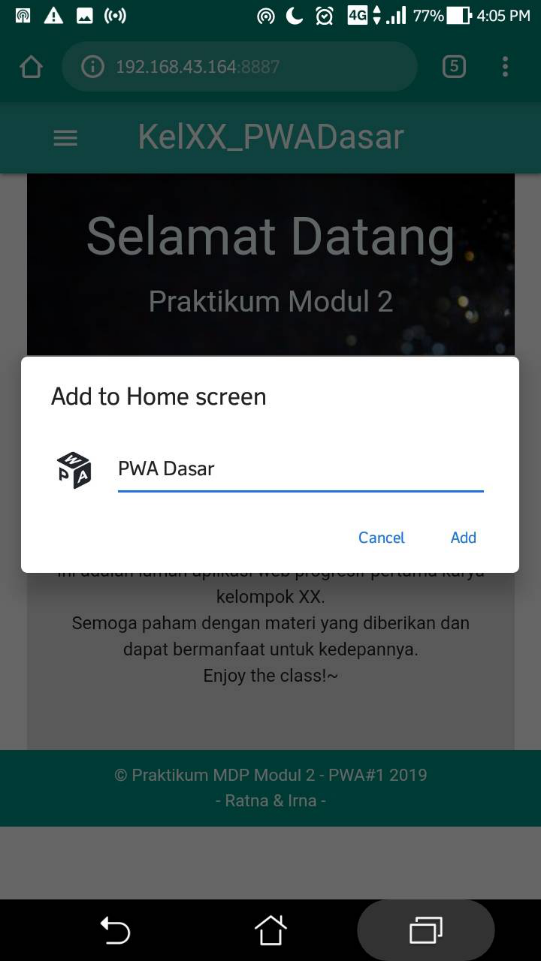 4G 77% 4:05 PM
192.168.43.164:8887 5
KelXX_PWADasar
Selamat Datang
Praktikum Modul 2
Add to Home screen
W P A PWA Dasar
Cancel Add
Ini adalah laman aplikasi web progresif pertama karya
kelompok XX.
Semoga paham dengan materi yang diberikan dan
dapat bermanfaat untuk kedepannya.
Enjoy the class!~
© Praktikum MDP Modul 2 - PWA#1 2019
- Ratna & Irna -